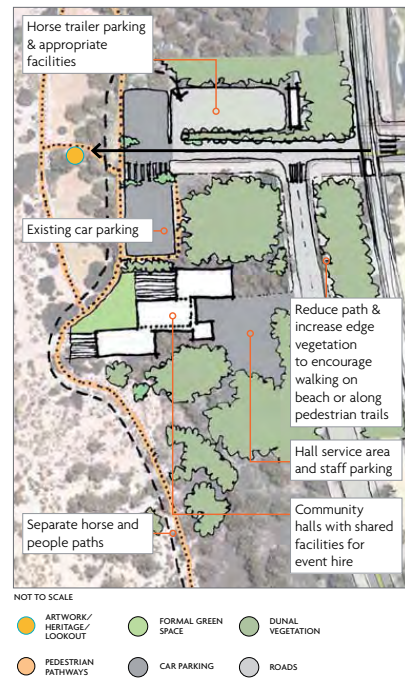 Horse trailer parking
& appropriate
facilities
Existing car parking
Reduce path &
increase edge
vegetation
to encourage
walking on
beach or along
pedestrian trails
Hall service area
and staff parking
Community
halls with shared
facilities for
event hire
Separate horse and
people paths
NOT TO SCALE
ARTWORK/
HERITAGE/
LOOKOUT
FORMAL GREEN
SPACE
DUNAL
VEGETATION
PEDESTRIAN
PATHWAYS
CAR PARKING
ROADS